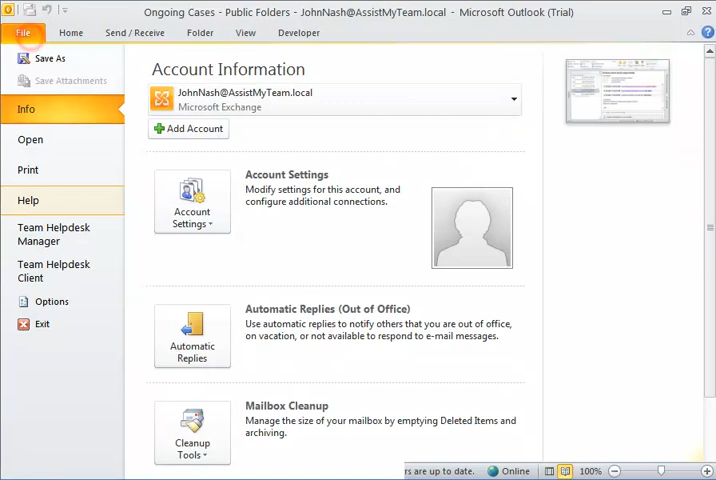 Ongoing Cases - Public Folders - JohnNash@AssistMyTeam.local - Microsoft Outlook (Trial)
File Home Send / Receive Folder View Developer
Save As
Save Attachments
Info
Open
Print
Help
Team Helpdesk
Manager
Team Helpdesk
Client
Options
Exit
Account Information
JohnNash@AssistMyTeam.local
Microsoft Exchange
Add Account
Account
Settings
Account Settings
Modify settings for this account, and
configure additional connections.
Automatic
Replies
Automatic Replies (Out of Office)
Use automatic replies to notify others that you are out of office,
on vacation, or not available to respond to e-mail messages.
Cleanup
Tools
Mailbox Cleanup
Manage the size of your mailbox by emptying Deleted Items and
archiving.
rs are up to date. Online 100%